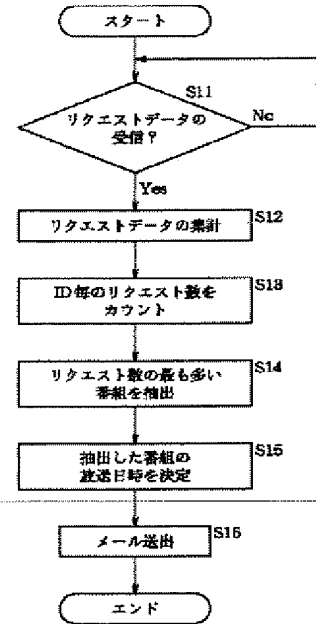 スタート
S11
リクエストデータの
受信？
No
Yes
リクエストデータの集計
S12
ID毎のリクエスト数を
カウント
S13
リクエスト数の最も多い
番組を抽出
S14
抽出した番組の
放送日時を決定
S15
メール送出
S16
エンド